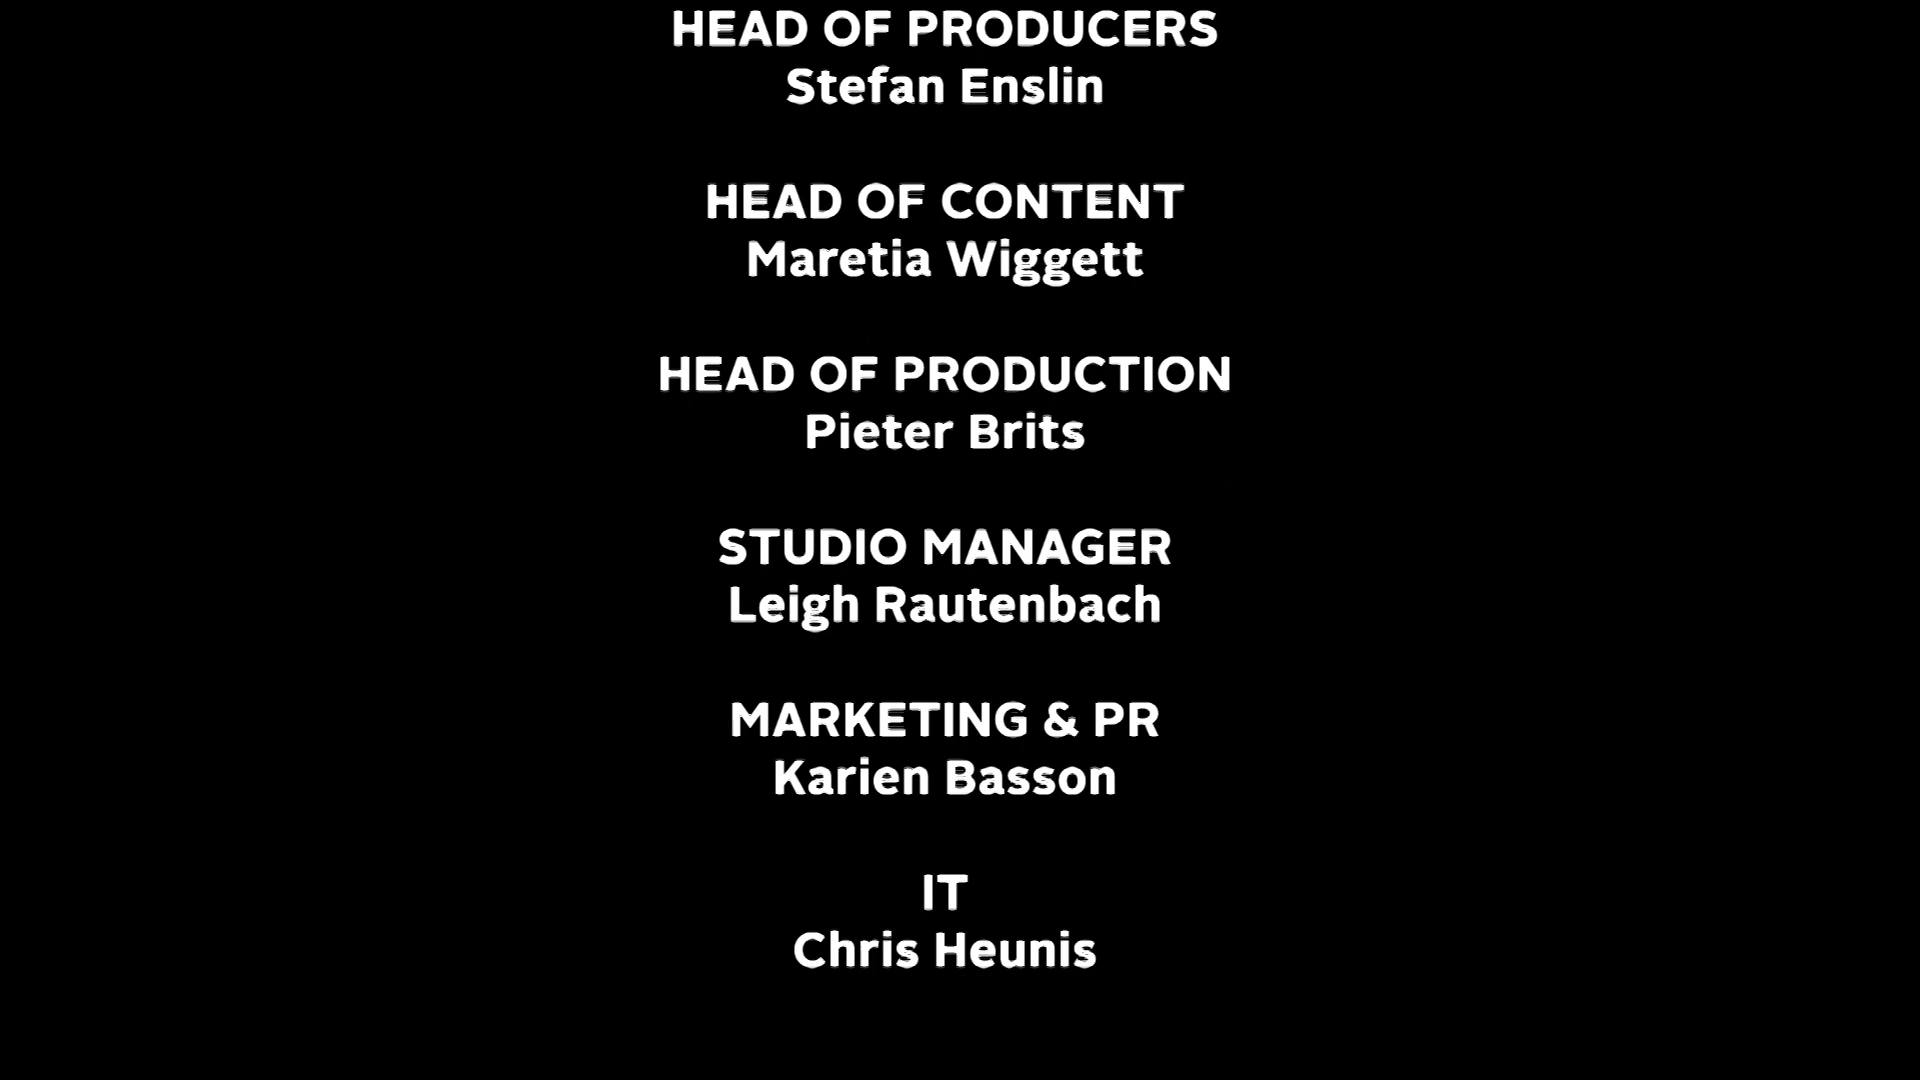 HEAD OF PRODUCERS
Stefan Enslin
HEAD OF CONTENT
Maretia Wiggett
HEAD OF PRODUCTION
Pieter Brits
STUDIO MANAGER
Leigh Rautenbach
MARKETING & PR
Karien Basson
IT
Chris Heunis